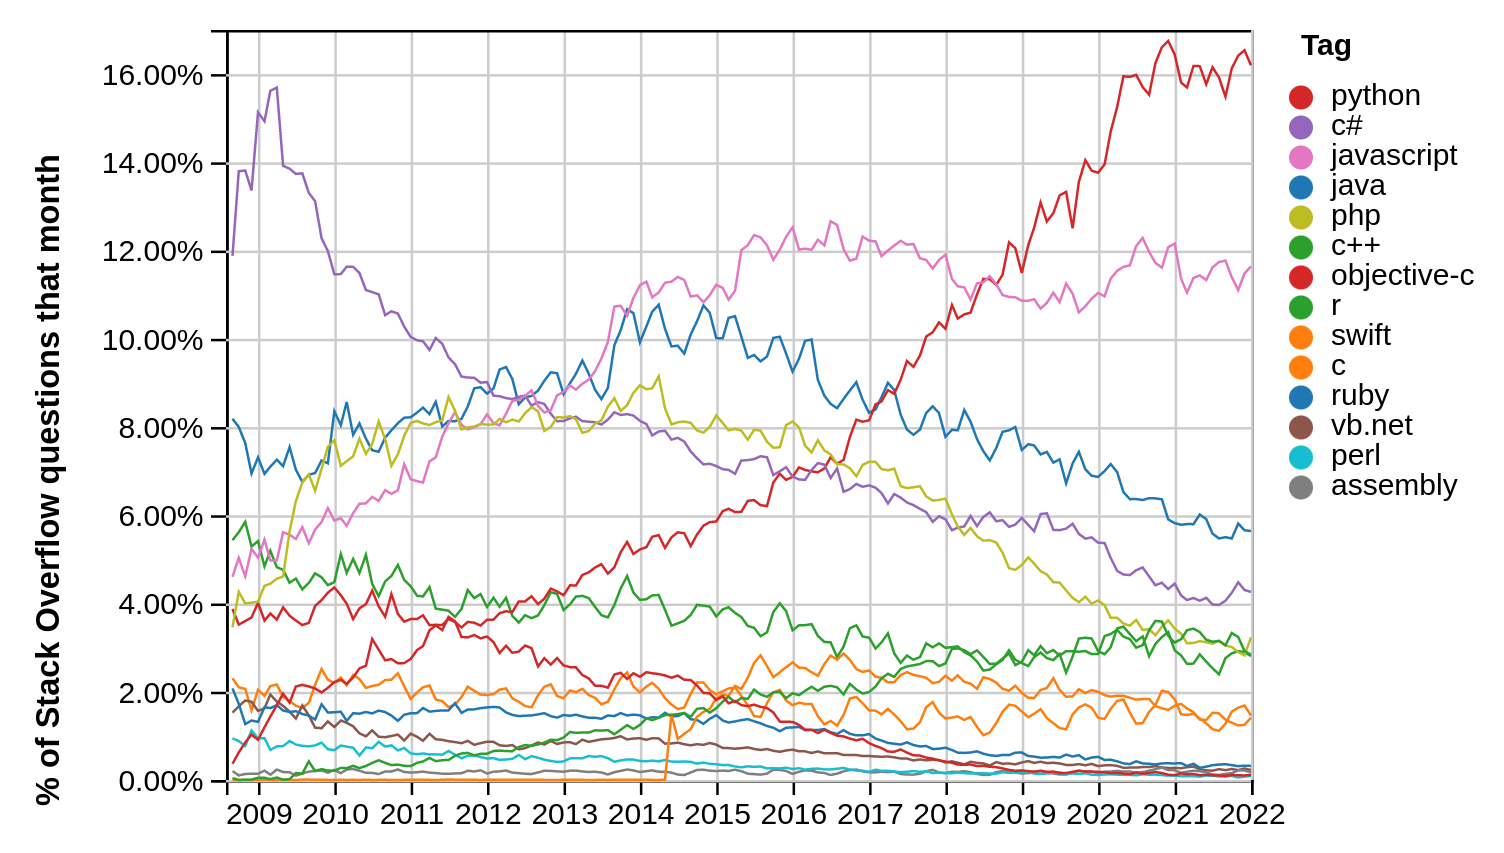 % of Stack Overflow questions that month
16.00%
14.00%
12.00%
10.00%
8.00%
6.00%
4.00%
2.00%
0.00%
2009 2010 2011 2012 2013 2014 2015 2016 2017 2018 2019 2020 2021 2022
Tag
python
c#
javascript
java
php
c++
objective-c
r
swift
c
ruby
vb.net
perl
assembly